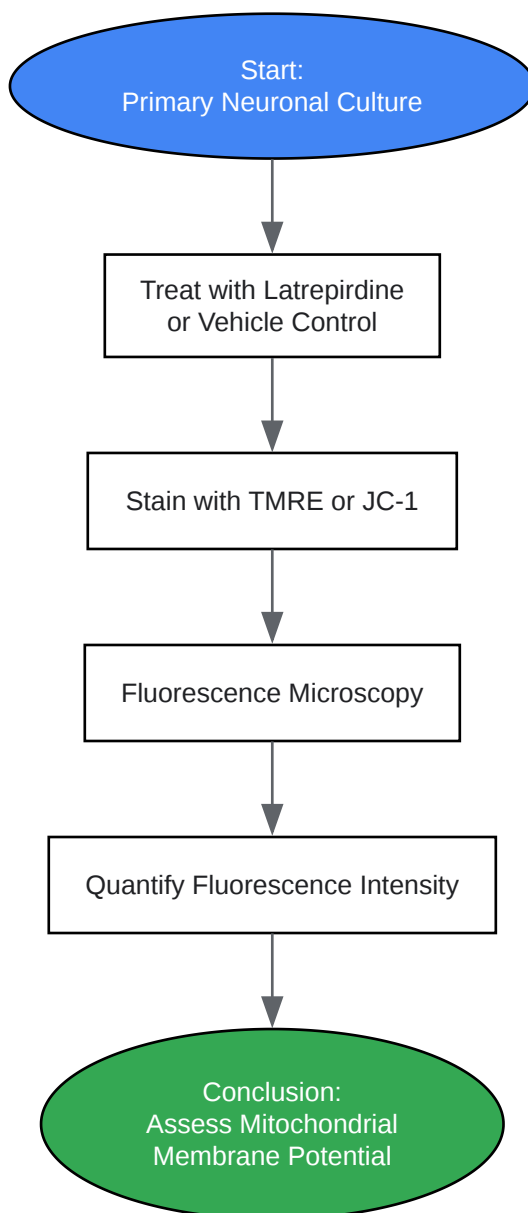 Start:
Primary Neuronal Culture
Treat with Latrepirdine
or Vehicle Control
Stain with TMRE or JC-1
Fluorescence Microscopy
Quantify Fluorescence Intensity
Conclusion:
Assess Mitochondrial
Membrane Potential